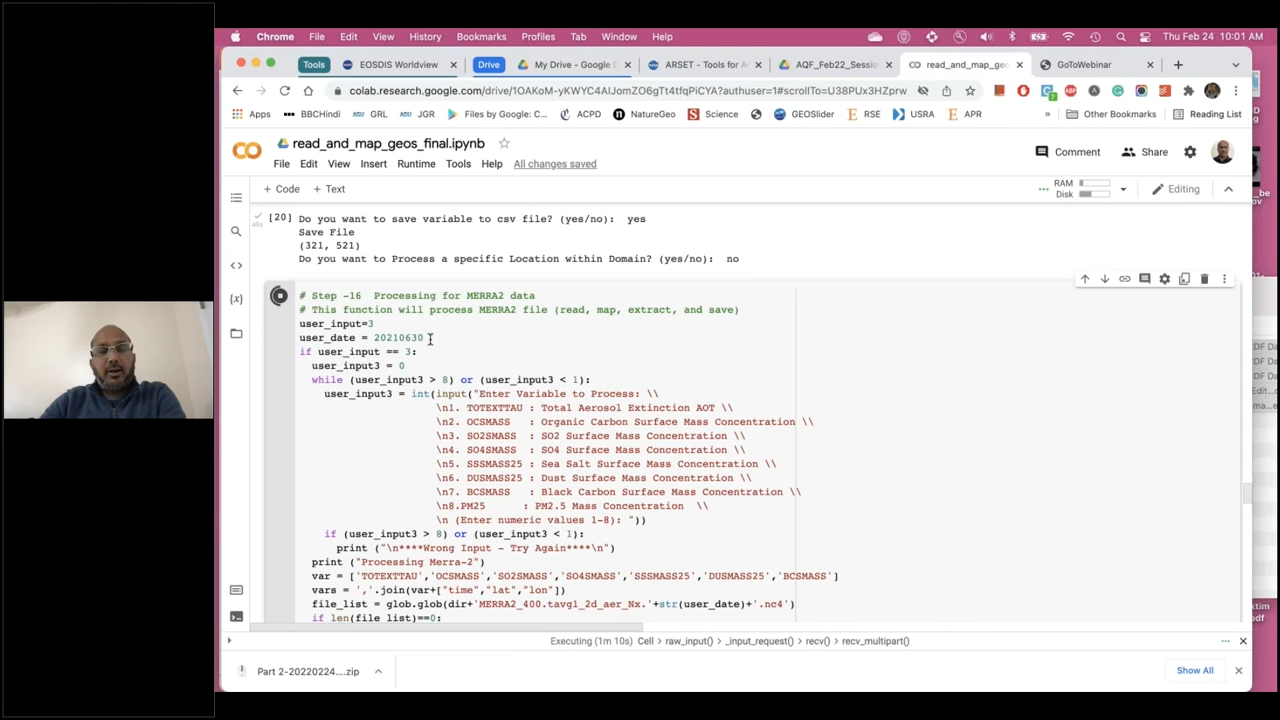 Chrome File Edit View History Bookmarks Profiles Tab Window Help Thu Feb 24 10:01 AM
Tools EOSDIS Worldview Drive My Drive - Google D ARSET - Tools for A AQF_Feb22_Sessio read_and_map_geo GoToWebinar
colab.research.google.com/drive/1OAKoM-yKWYC4AIJomZO6gTt4tfqPiCYA?authuser=1#scrollTo=U38PUx3HZprw
Apps BBCHindi GRL JGR Files by Google: C... ACPD NatureGeo Science GEOSlider RSE USRA APR » Other Bookmarks Reading List
read_and_map_geos_final.ipynb
Comment Share
File Edit View Insert Runtime Tools Help All changes saved
+ Code + Text RAM Disk Editing
[20] Do you want to save variable to csv file? (yes/no): yes
Save File
(321, 521)
Do you want to Process a specific Location within Domain? (yes/no): no
# Step -16 Processing for MERRA2 data
# This function will process MERRA2 file (read, map, extract, and save)
user_input=3
user_date = 20210630
if user_input == 3:
user_input3 = 0
while (user_input3 > 8) or (user_input3 < 1):
user_input3 = int(input("Enter Variable to Process: \\
\n1. TOTEXTTAU : Total Aerosol Extinction AOT \\
\n2. OCSMASS : Organic Carbon Surface Mass Concentration \\
\n3. SO2SMASS : SO2 Surface Mass Concentration \\
\n4. SO4SMASS : SO4 Surface Mass Concentration \\
\n5. SSSMASS25 : Sea Salt Surface Mass Concentration \\
\n6. DUSMASS25 : Dust Surface Mass Concentration \\
\n7. BCSMASS : Black Carbon Surface Mass Concentration \\
\n8.PM25 : PM2.5 Mass Concentration \\
\n (Enter numeric values 1-8): "))
if (user_input3 > 8) or (user_input3 < 1):
print ("\n****Wrong Input - Try Again****\n")
print ("Processing Merra-2")
var = ['TOTEXTTAU','OCSMASS','SO2SMASS','SO4SMASS','SSSMASS25','DUSMASS25','BCSMASS']
vars = ','.join(var+["time","lat","lon"])
file_list = glob.glob(dir+'MERRA2_400.tavg1_2d_aer_Nx.'+str(user_date)+'.nc4')
if len(file list)==0:
Executing (1m 10s) Cell > raw_input() > _input_request() > recv() > recv_multipart()
Part 2-20220224....zip Show All